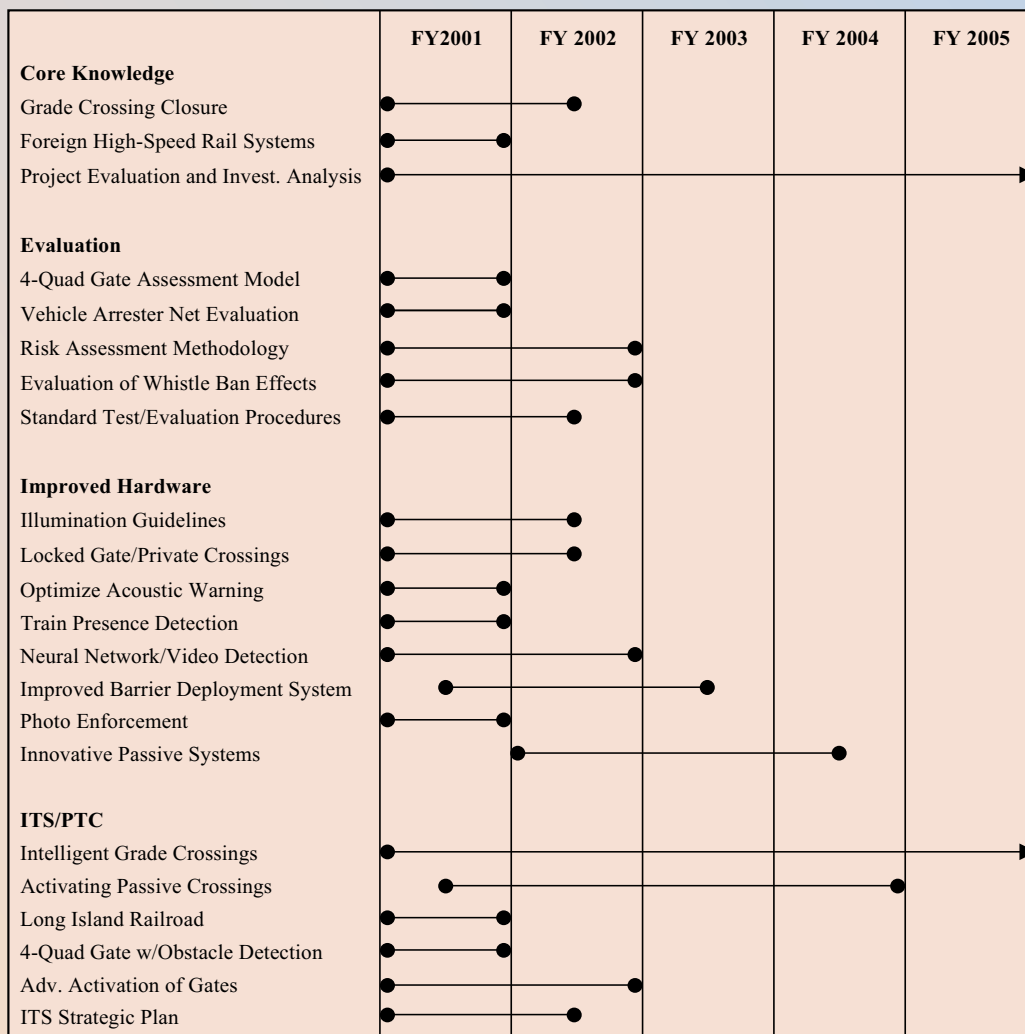 FY2001 FY 2002 FY 2003 FY 2004 FY 2005
Core Knowledge
Grade Crossing Closure
Foreign High-Speed Rail Systems
Project Evaluation and Invest. Analysis
Evaluation
4-Quad Gate Assessment Model
Vehicle Arrester Net Evaluation
Risk Assessment Methodology
Evaluation of Whistle Ban Effects
Standard Test/Evaluation Procedures
Improved Hardware
Illumination Guidelines
Locked Gate/Private Crossings
Optimize Acoustic Warning
Train Presence Detection
Neural Network/Video Detection
Improved Barrier Deployment System
Photo Enforcement
Innovative Passive Systems
ITS/PTC
Intelligent Grade Crossings
Activating Passive Crossings
Long Island Railroad
4-Quad Gate w/Obstacle Detection
Adv. Activation of Gates
ITS Strategic Plan